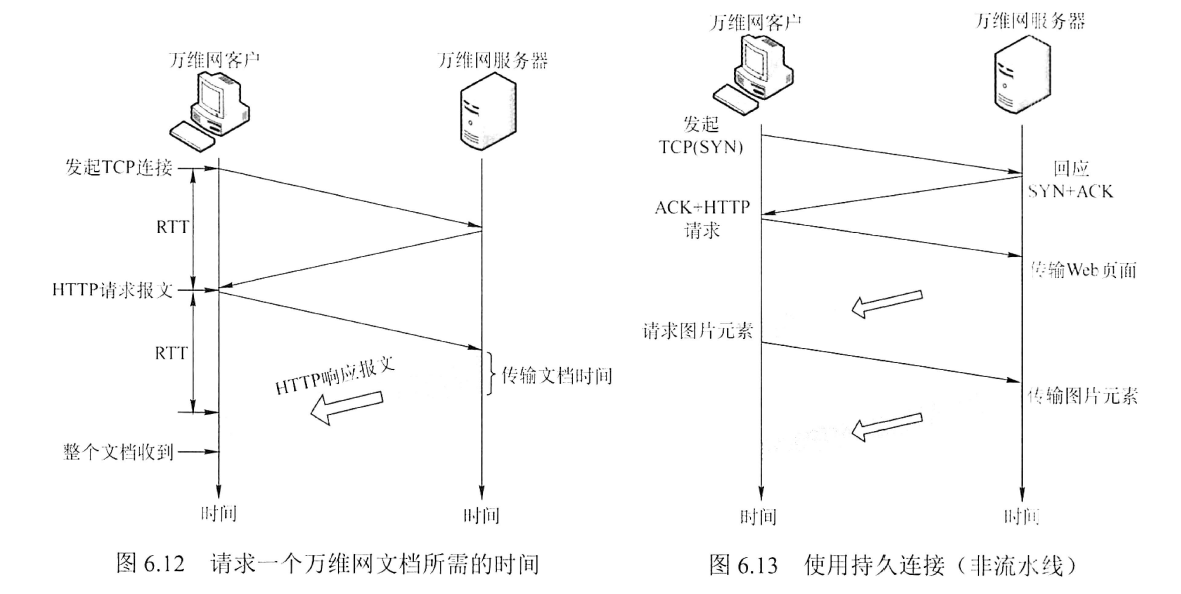 万维网客户
万维网服务器
发起TCP连接
RTT
HTTP请求报文
RTT
HTTP响应报文
传输文档时间
整个文档收到
时间
时间
图 6.12 请求一个万维网文档所需的时间
万维网客户
万维网服务器
发起
TCP(SYN)
回应
SYN+ACK
ACK+HTTP
请求
传输Web页面
请求图片元素
传输图片元素
时间
时间
图 6.13 使用持久连接（非流水线）